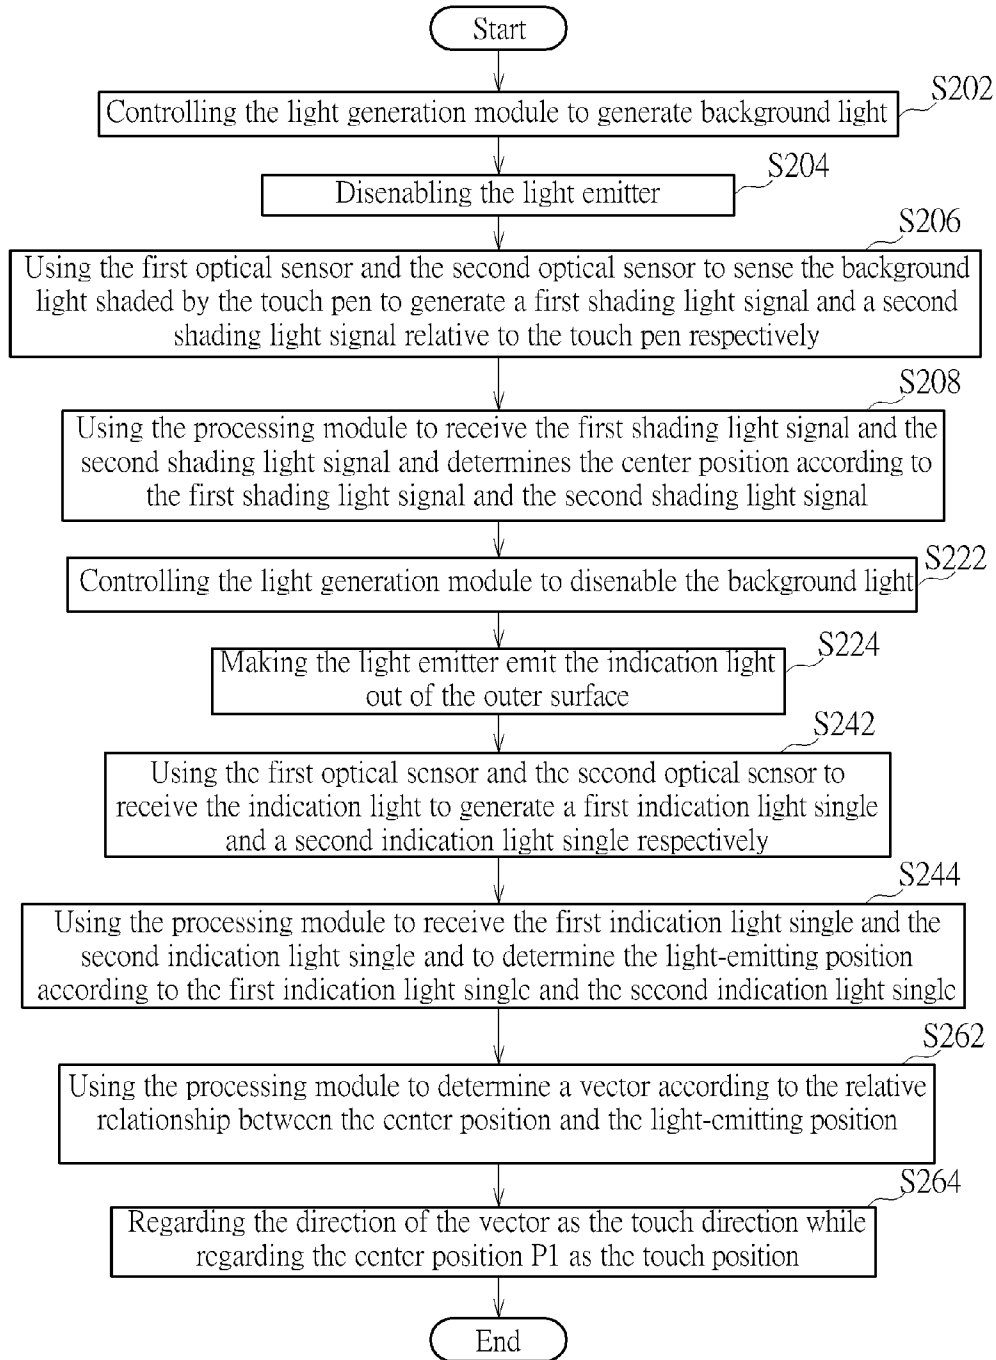 Start
S202
Controlling the light generation module to generate background light
S204
Disenabling the light emitter
S206
Using the first optical sensor and the second optical sensor to sense the background
light shaded by the touch pen to generate a first shading light signal and a second
shading light signal relative to the touch pen respectively
S208
Using the processing module to receive the first shading light signal and the
second shading light signal and determines the center position according to
the first shading light signal and the second shading light signal
S222
Controlling the light generation module to disenable the background light
S224
Making the light emitter emit the indication light
out of the outer surface
S242
Using the first optical sensor and the second optical sensor to
receive the indication light to generate a first indication light single
and a second indication light single respectively
S244
Using the processing module to receive the first indication light single and the
second indication light single and to determine the light-emitting position
according to the first indication light single and the second indication light single
S262
Using the processing module to determine a vector according to the relative
relationship between the center position and the light-emitting position
S264
Regarding the direction of the vector as the touch direction while
regarding the center position P1 as the touch position
End